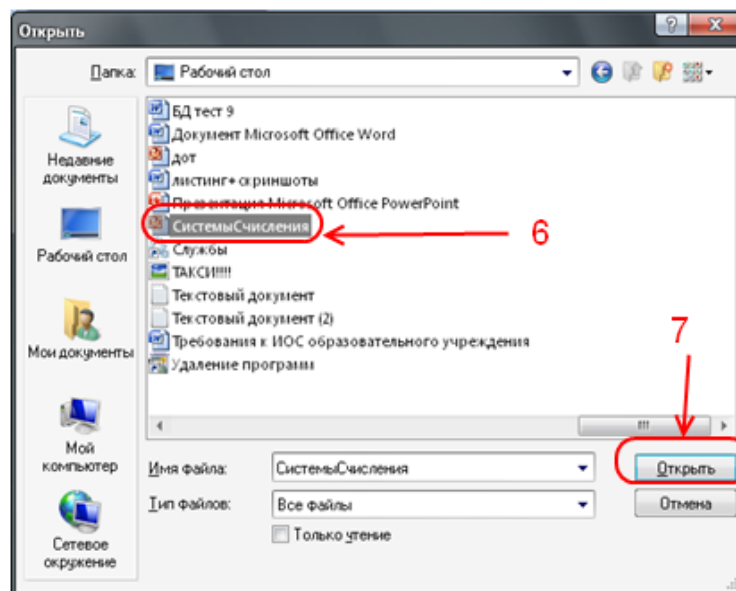 Открыть
Папка:
Рабочий стол
Недавние
документы
Рабочий стол
Мои документы
Мой
компьютер
Сетевое
окружение
БД тест 9
Документ Microsoft Office Word
дот
листинг+скриншоты
Презентация Microsoft Office PowerPoint
СистемыСчисления
Службы
ТАКСИ!!!!
Текстовый документ
Текстовый документ (2)
Требования к ИОС образовательного учреждения
Удаление программ
6
7
Имя файла:
СистемыСчисления
Открыть
Тип файлов:
Все файлы
Отмена
Только чтение